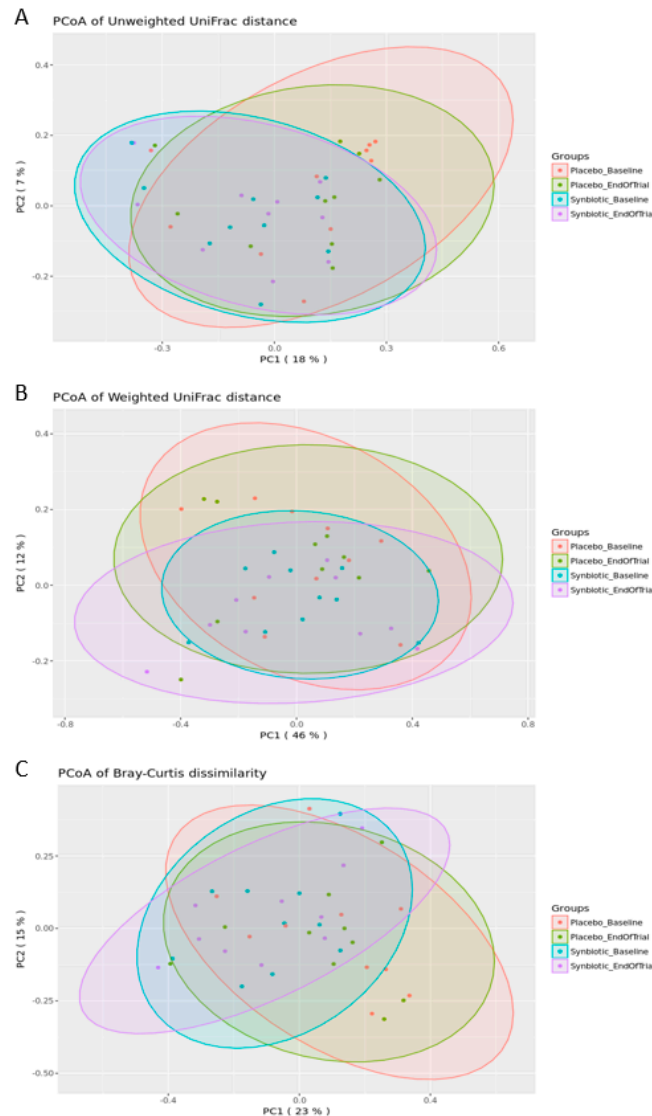 A
PCoA of Unweighted UniFrac distance
0.4
0.2
0.0
-0.2
PC2 ( 7 % )
-0.3
0.0
0.3
0.6
PC1 ( 18 % )
Groups
Placebo_Baseline
Placebo_EndOfTrial
Synbiotic_Baseline
Synbiotic_EndOfTrial
B
PCoA of Weighted UniFrac distance
0.4
0.2
0.0
-0.2
PC2 ( 12 % )
-0.8
-0.4
0.0
0.4
0.8
PC1 ( 46 % )
Groups
Placebo_Baseline
Placebo_EndOfTrial
Synbiotic_Baseline
Synbiotic_EndOfTrial
C
PCoA of Bray-Curtis dissimilarity
0.25
0.00
-0.25
-0.50
PC2 ( 15 % )
-0.4
0.0
0.4
PC1 ( 23 % )
Groups
Placebo_Baseline
Placebo_EndOfTrial
Synbiotic_Baseline
Synbiotic_EndOfTrial